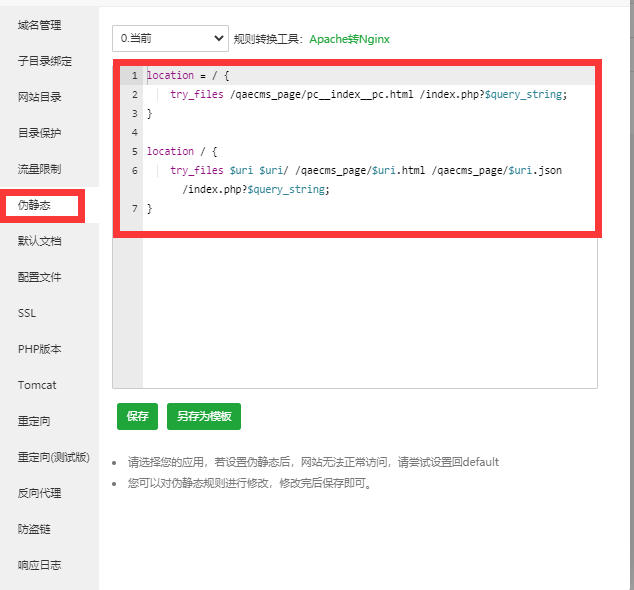 域名管理
子目录绑定
网站目录
目录保护
流量限制
伪静态
默认文档
配置文件
SSL
PHP版本
Tomcat
重定向
重定向(测试版)
反向代理
防盗链
响应日志
0.当前 规则转换工具：Apache转Nginx
1 location = / {
2 try_files /qaecms_page/pc__index__pc.html /index.php?$query_string;
3 }
4
5 location / {
6 try_files $uri $uri/ /qaecms_page/$uri.html /qaecms_page/$uri.json
/index.php?$query_string;
7 }
保存 另存为模板
请选择您的应用，若设置伪静态后，网站无法正常访问，请尝试设置回default
您可以对伪静态规则进行修改，修改完后保存即可。